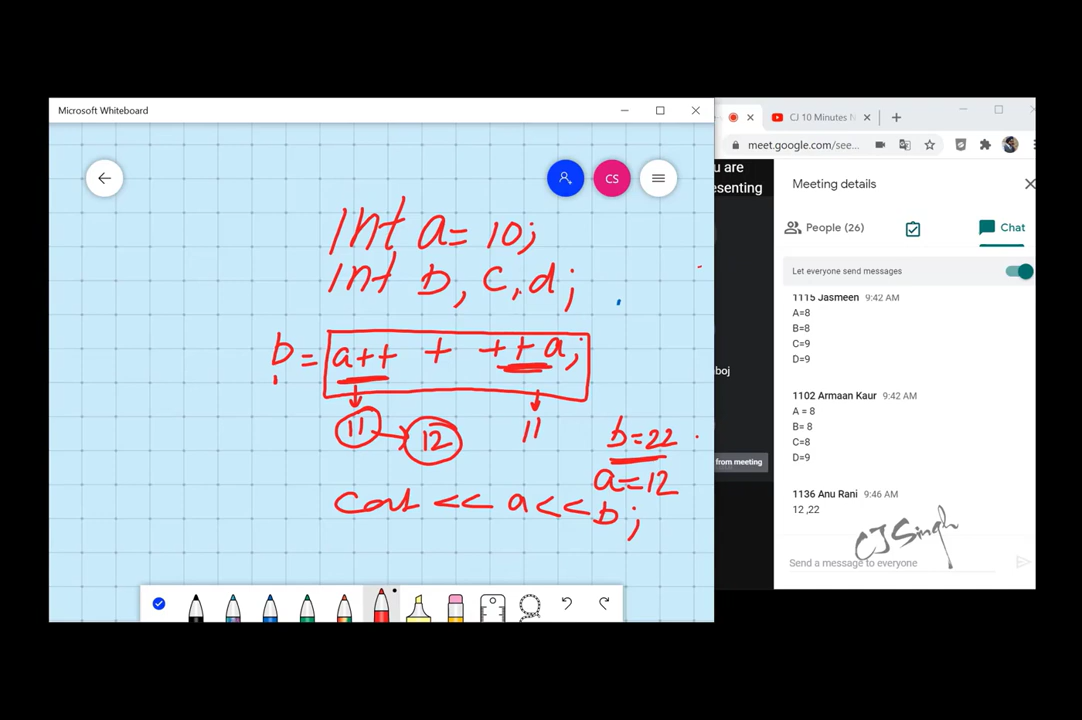 Microsoft Whiteboard
CJ 10 Minutes N
meet.google.com/see...
u are
esenting
Meeting details
CS
People (26)
Chat
Let everyone send messages
Int a= 10;
Int b, c, d;
b= a++ + ++a;
11 12 11
b=22
a=12
cout << a << b;
1115 Jasmeen 9:42 AM
A=8
B=8
C=9
D=9
boj
1102 Armaan Kaur 9:42 AM
A = 8
B= 8
C=8
D=9
from meeting
1136 Anu Rani 9:46 AM
12 ,22
CJ Singh
Send a message to everyone